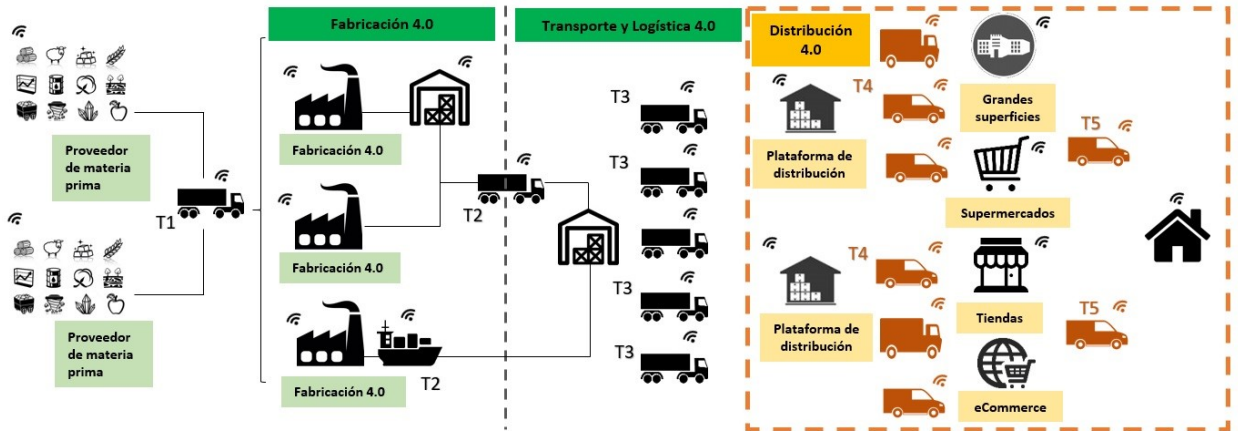 Fabricación 4.0
Transporte y Logística 4.0
Distribución
4.0
Proveedor
de materia
prima
T1
Proveedor
de materia
prima
Fabricación 4.0
Fabricación 4.0
Fabricación 4.0
T2
T2
T3
T3
T3
T3
T3
T4
Plataforma de
distribución
T4
Plataforma de
distribución
Grandes
superficies
Supermercados
Tiendas
eCommerce
T5
T5